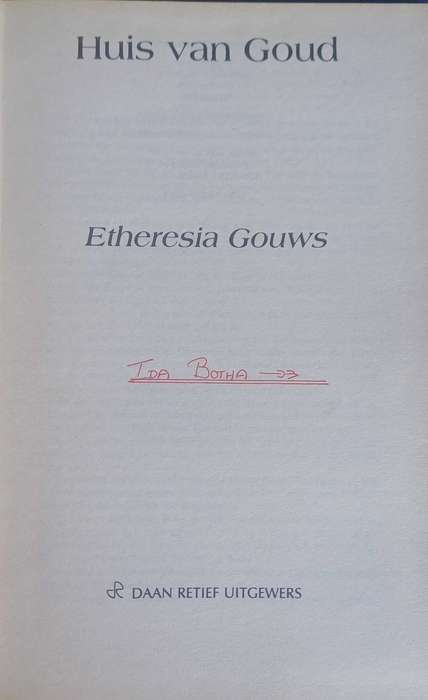 Huis van Goud
Etheresia Gouws
Ida Botha
DAAN RETIEF UITGEWERS